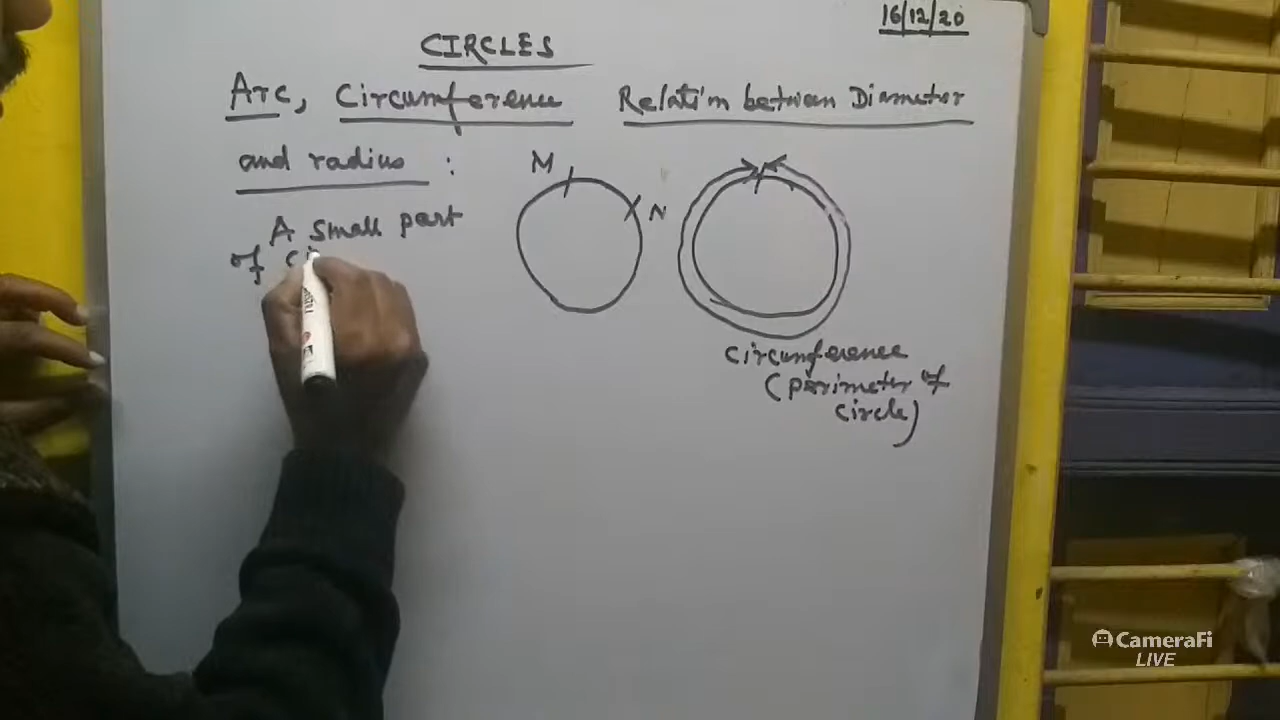 16/12/20
CIRCLES
Arc, Circumference Relation between Diameter
and radius :
M
N
A small part
of ci
circumference
(perimeter of
circle)
CameraFi
LIVE